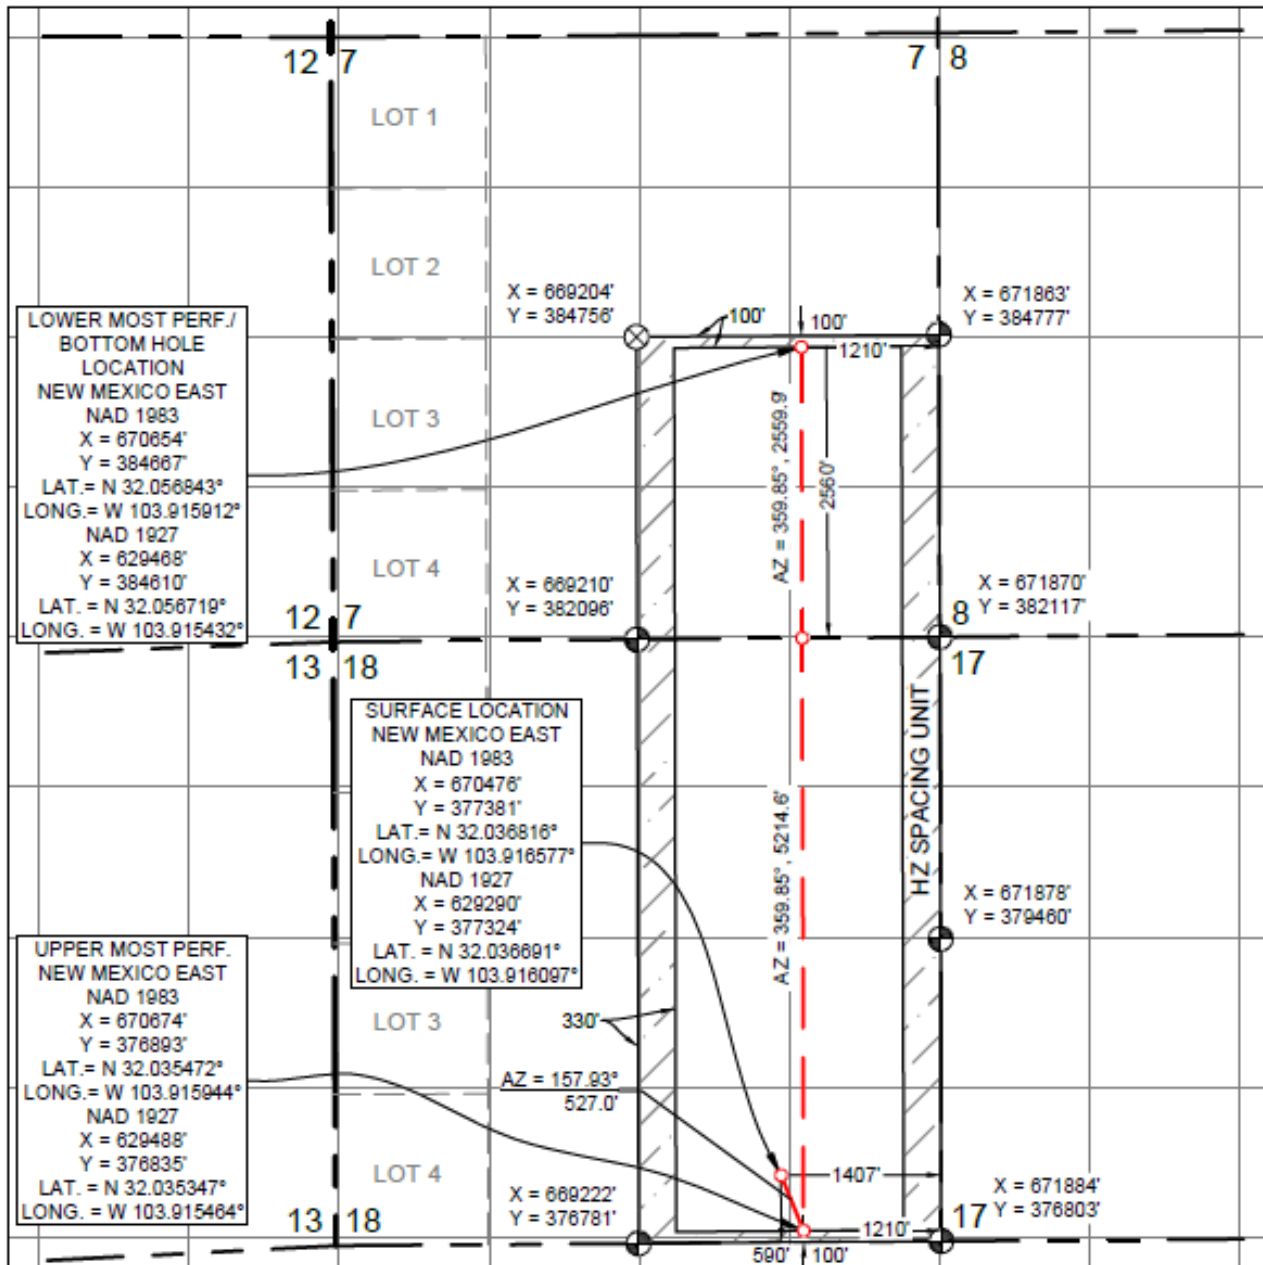 12 7
7 8
LOT 1
LOT 2
X = 669204'
Y = 384756'
X = 671863'
Y = 384777'
100'
100'
1210'
LOWER MOST PERF./
BOTTOM HOLE
LOCATION
NEW MEXICO EAST
NAD 1983
X = 670654'
Y = 384667'
LAT.= N 32.056843°
LONG.= W 103.915912°
NAD 1927
X = 629468'
Y = 384610'
LAT. = N 32.056719°
LONG. = W 103.915432°
LOT 3
AZ = 359.85°, 2559.9'
2560'
LOT 4
X = 669210'
Y = 382096'
X = 671870'
Y = 382117'
12 7
8
13 18
17
SURFACE LOCATION
NEW MEXICO EAST
NAD 1983
X = 670476'
Y = 377381'
LAT.= N 32.036816°
LONG.= W 103.916577°
NAD 1927
X = 629290'
Y = 377324'
LAT. = N 32.036691°
LONG. = W 103.916097°
HZ SPACING UNIT
AZ = 359.85°, 5214.6'
X = 671878'
Y = 379460'
UPPER MOST PERF.
NEW MEXICO EAST
NAD 1983
X = 670674'
Y = 376893'
LAT.= N 32.035472°
LONG.= W 103.915944°
NAD 1927
X = 629488'
Y = 376835'
LAT. = N 32.035347°
LONG. = W 103.915464°
LOT 3
330'
AZ = 157.93°
527.0'
LOT 4
1407'
X = 669222'
Y = 376781'
X = 671884'
Y = 376803'
13 18
1210'
17
590'
100'